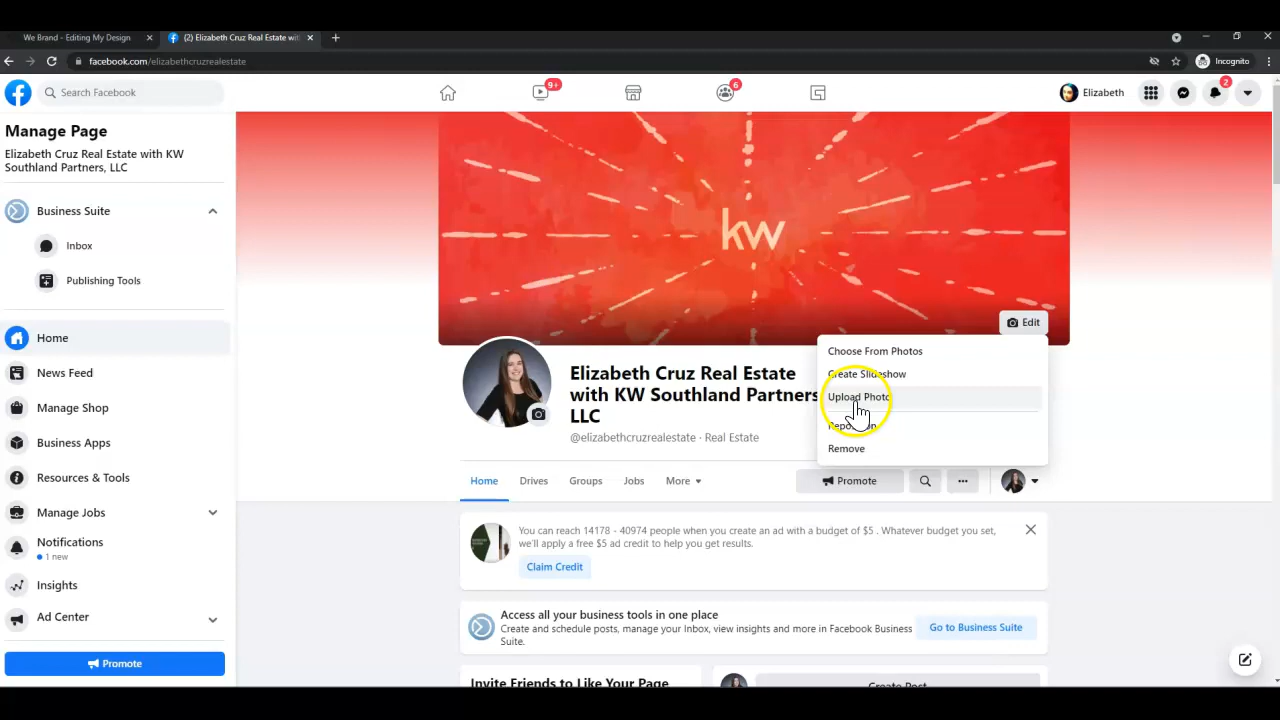 We Brand - Editing My Design
(2) Elizabeth Cruz Real Estate wit
facebook.com/elizabethcruzrealestate
Incognito
Search Facebook
9+
6
Elizabeth
2
Manage Page
Elizabeth Cruz Real Estate with KW
Southland Partners, LLC
Business Suite
Inbox
Publishing Tools
Home
News Feed
Manage Shop
Business Apps
Resources & Tools
Manage Jobs
Notifications
1 new
Insights
Ad Center
Promote
kw
Edit
Choose From Photos
Create Slideshow
Upload Photo
Remove
Elizabeth Cruz Real Estate
with KW Southland Partners,
LLC
@elizabethcruzrealestate · Real Estate
Home
Drives
Groups
Jobs
More
Promote
You can reach 14178 - 40974 people when you create an ad with a budget of $5 . Whatever budget you set,
we'll apply a free $5 ad credit to help you get results.
Claim Credit
Access all your business tools in one place
Create and schedule posts, manage your Inbox, view insights and more in Facebook Business
Suite.
Go to Business Suite
Invite Friends to Like Your Page
Create Post